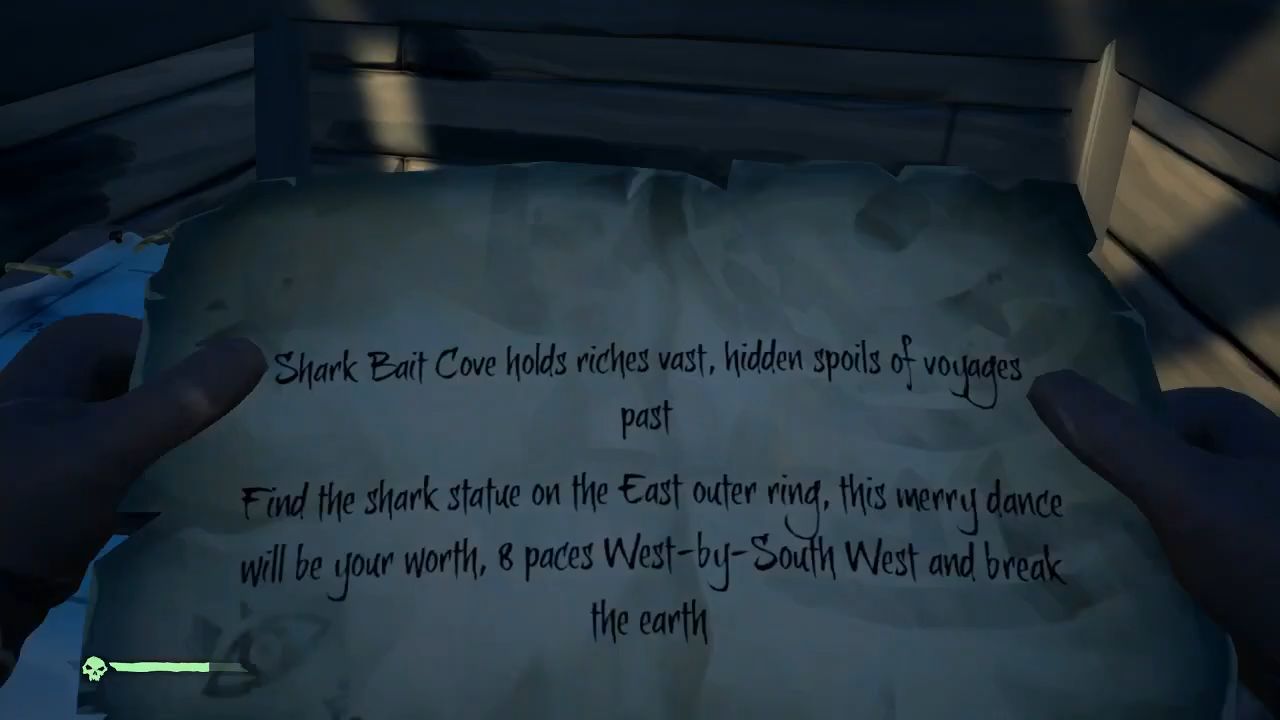 Shark Bait Cove holds riches vast, hidden spoils of voyages
past
Find the shark statue on the East outer ring, this merry dance
will be your worth, 8 paces West-by-South West and break
the earth